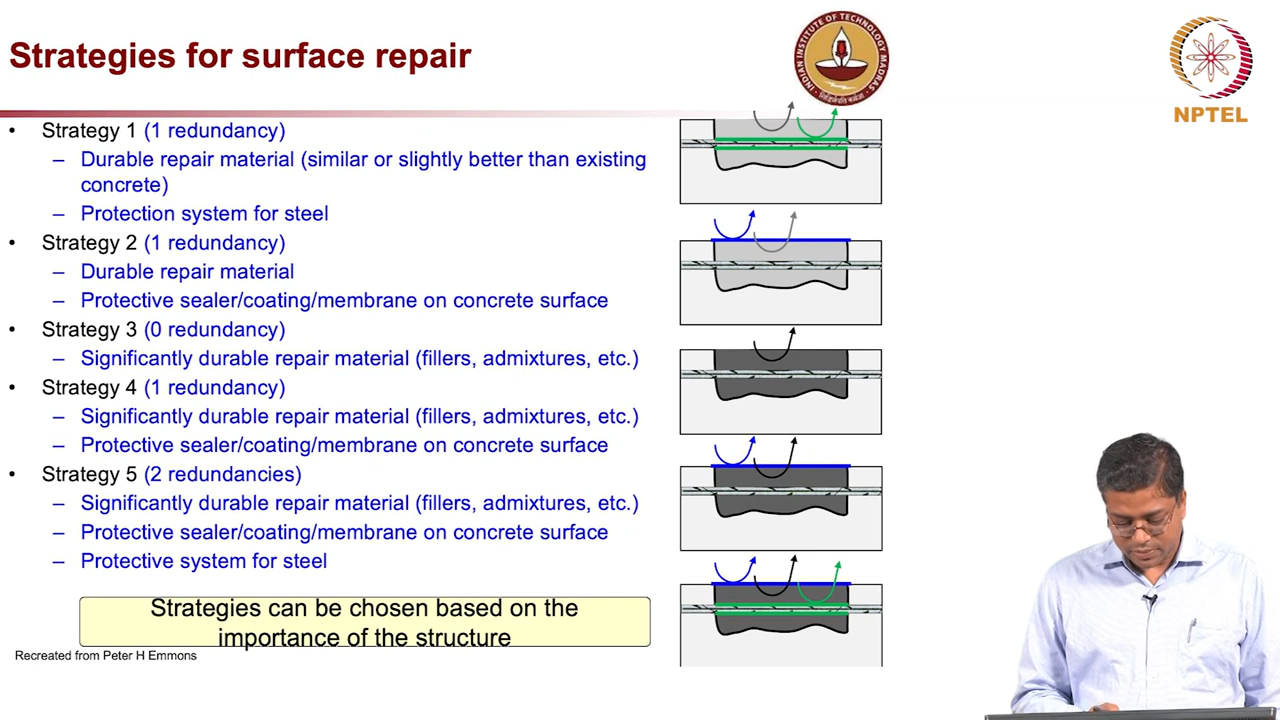 Strategies for surface repair
INDIAN INSTITUTE OF TECHNOLOGY MADRAS
NPTEL
• Strategy 1 (1 redundancy)
– Durable repair material (similar or slightly better than existing
concrete)
– Protection system for steel
• Strategy 2 (1 redundancy)
– Durable repair material
– Protective sealer/coating/membrane on concrete surface
• Strategy 3 (0 redundancy)
– Significantly durable repair material (fillers, admixtures, etc.)
• Strategy 4 (1 redundancy)
– Significantly durable repair material (fillers, admixtures, etc.)
– Protective sealer/coating/membrane on concrete surface
• Strategy 5 (2 redundancies)
– Significantly durable repair material (fillers, admixtures, etc.)
– Protective sealer/coating/membrane on concrete surface
– Protective system for steel
Strategies can be chosen based on the
importance of the structure
Recreated from Peter H Emmons